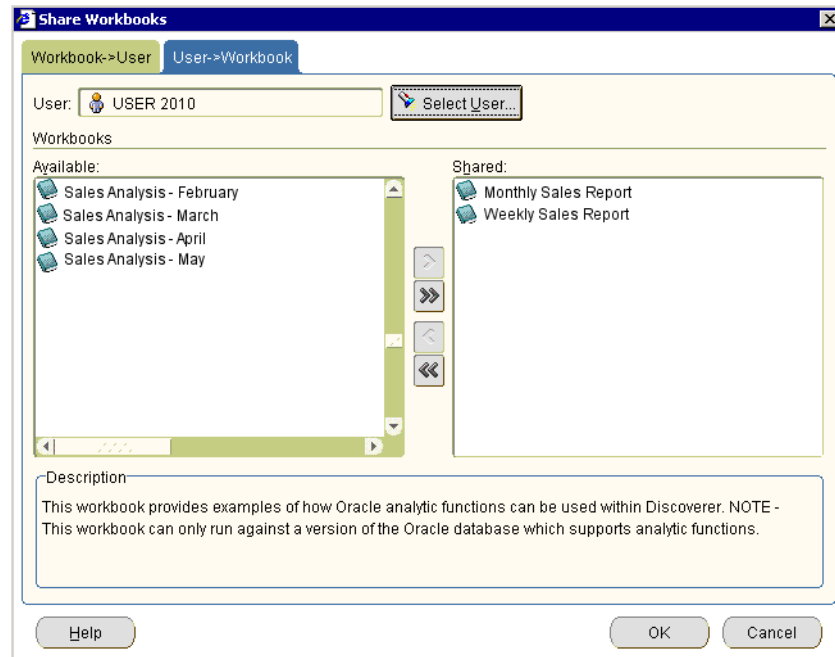 Share Workbooks
Workbook->User
User->Workbook
User:
USER 2010
Select User...
Workbooks
Available:
Sales Analysis - February
Sales Analysis - March
Sales Analysis - April
Sales Analysis - May
Shared:
Monthly Sales Report
Weekly Sales Report
Description
This workbook provides examples of how Oracle analytic functions can be used within Discoverer. NOTE -
This workbook can only run against a version of the Oracle database which supports analytic functions.
Help
OK
Cancel